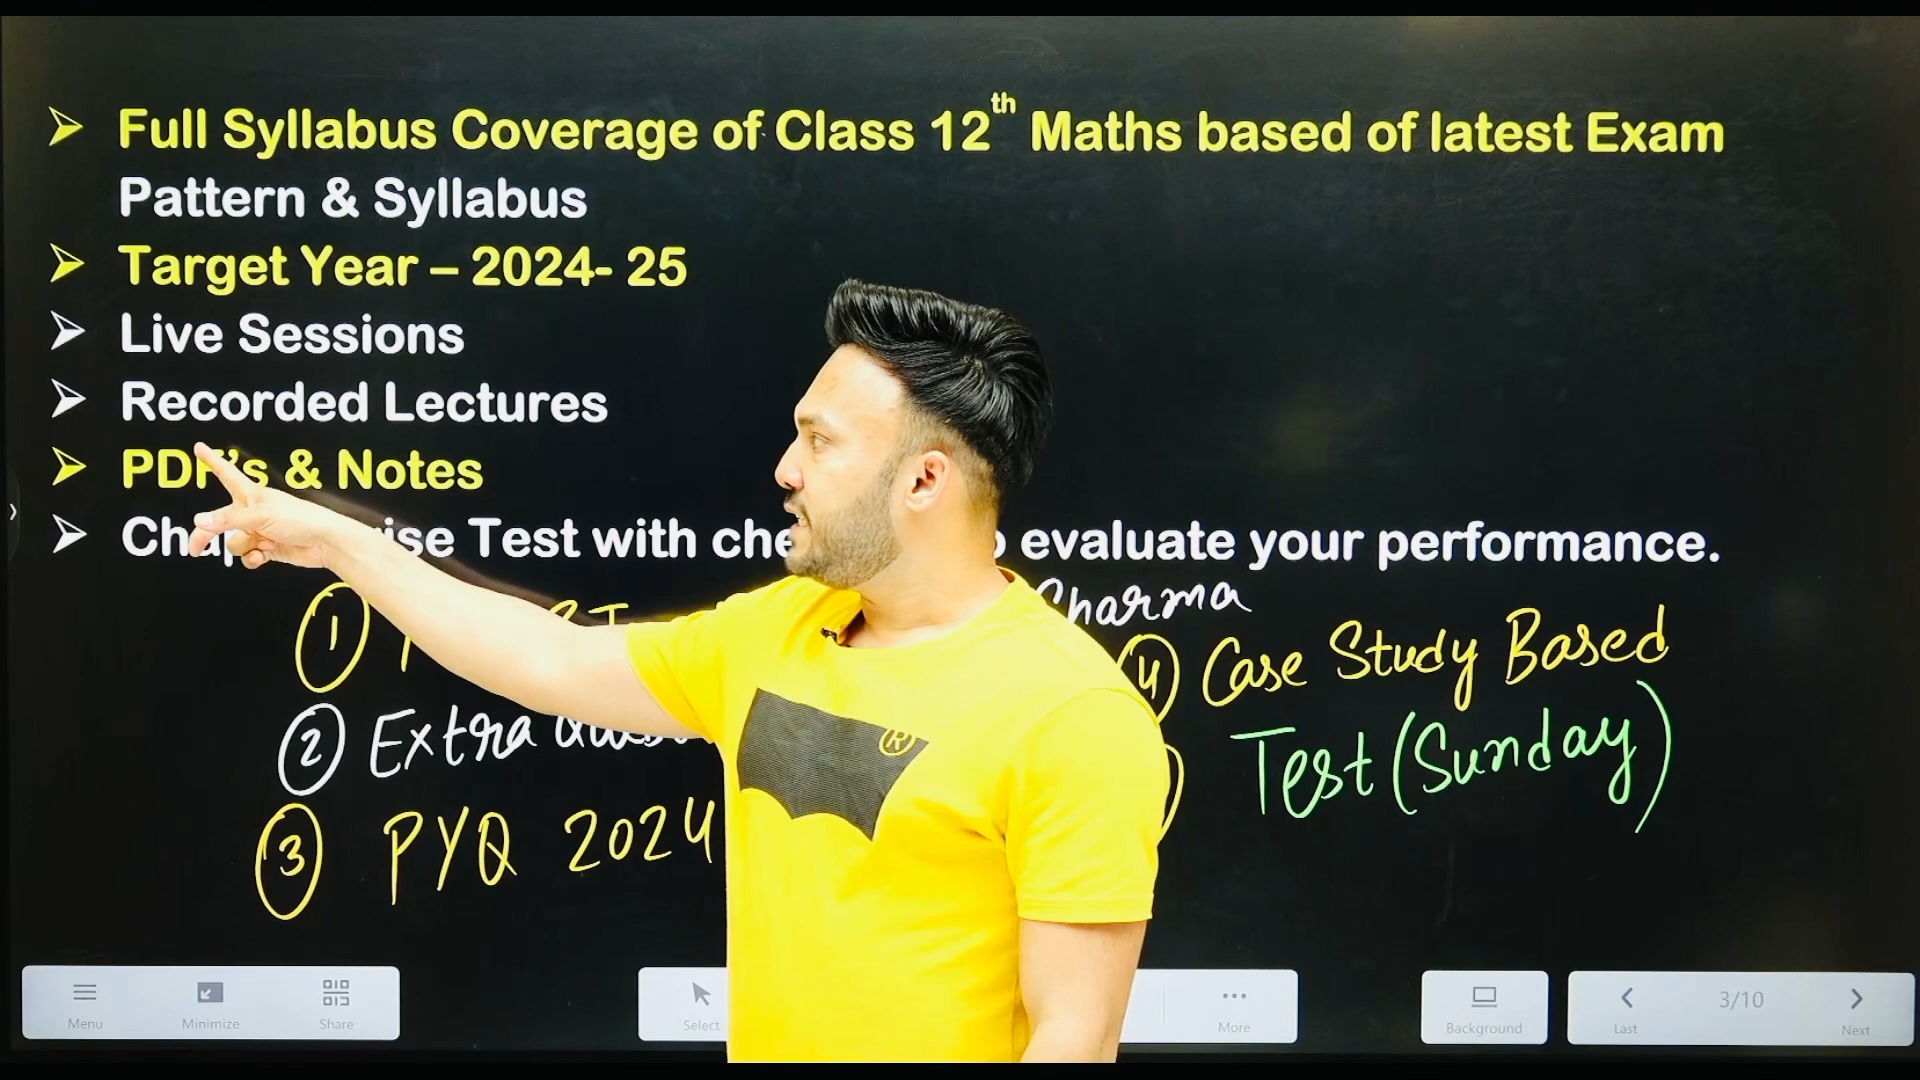 Full Syllabus Coverage of Class 12th Maths based of latest Exam
Pattern & Syllabus
Target Year – 2024- 25
Live Sessions
Recorded Lectures
PDF's & Notes
Test with evaluate your performance.
Sharma
1
4 Case Study Based
2 Extra
Test (Sunday)
3 PYQ 2024
®
Menu
Minimize
Share
Select
More
Background
Last
3/10
Next